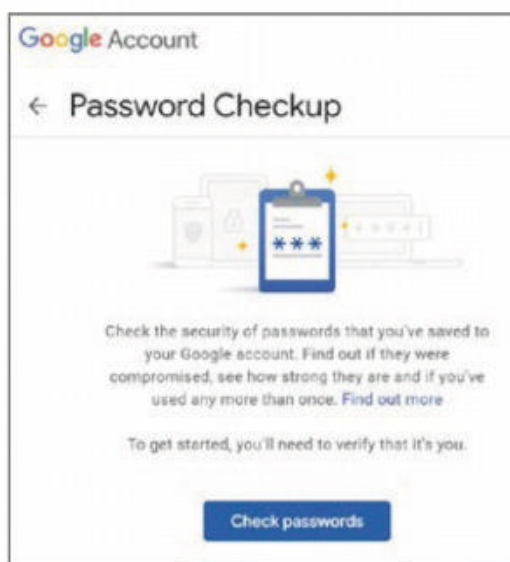 Google Account
← Password Checkup
***
Check the security of passwords that you've saved to
your Google account. Find out if they were
compromised, see how strong they are and if you've
used any more than once. Find out more
To get started, you'll need to verify that it's you.
Check passwords